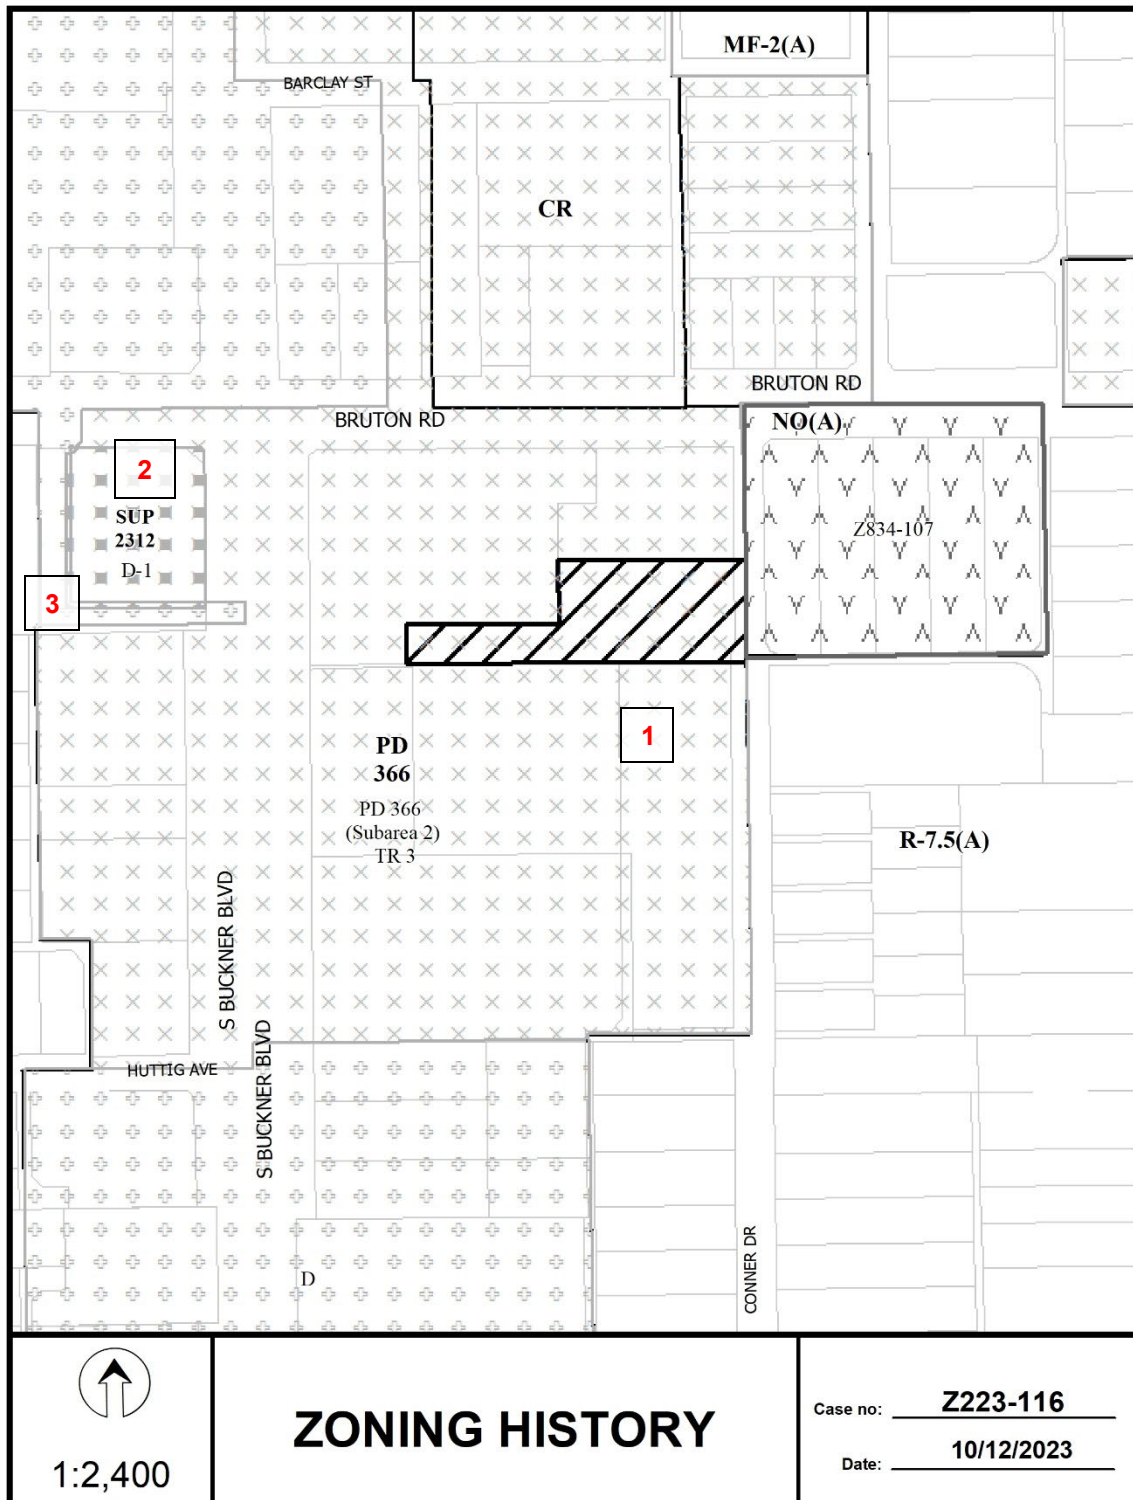 MF-2(A)
BARCLAY ST
CR
BRUTON RD
BRUTON RD
NO(A)
2
SUP
2312
D-1
Z834-107
3
1
PD
366
PD 366
(Subarea 2)
TR 3
R-7.5(A)
S BUCKNER BLVD
HUTTIG AVE
S BUCKNER BLVD
CONNER DR
D
1:2,400
ZONING HISTORY
Case no: Z223-116
Date: 10/12/2023